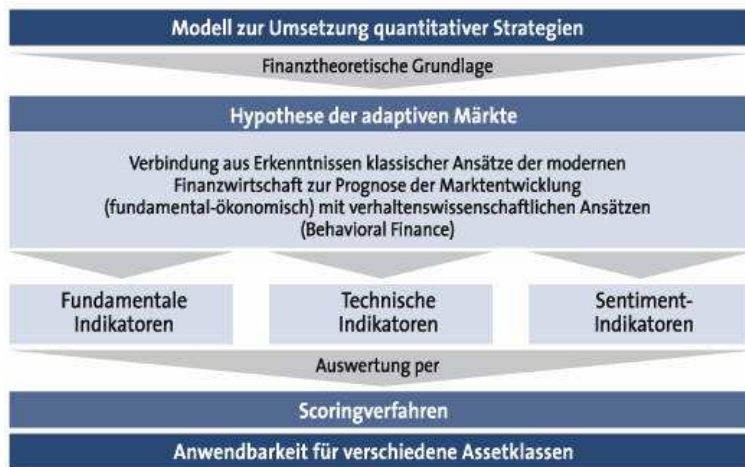 Modell zur Umsetzung quantitativer Strategien
Finanztheoretische Grundlage
Hypothese der adaptiven Märkte
Verbindung aus Erkenntnissen klassischer Ansätze der modernen
Finanzwirtschaft zur Prognose der Marktentwicklung
(fundamental-ökonomisch) mit verhaltenswissenschaftlichen Ansätzen
(Behavioral Finance)
Fundamentale
Indikatoren
Technische
Indikatoren
Sentiment-
Indikatoren
Auswertung per
Scoringverfahren
Anwendbarkeit für verschiedene Assetklassen